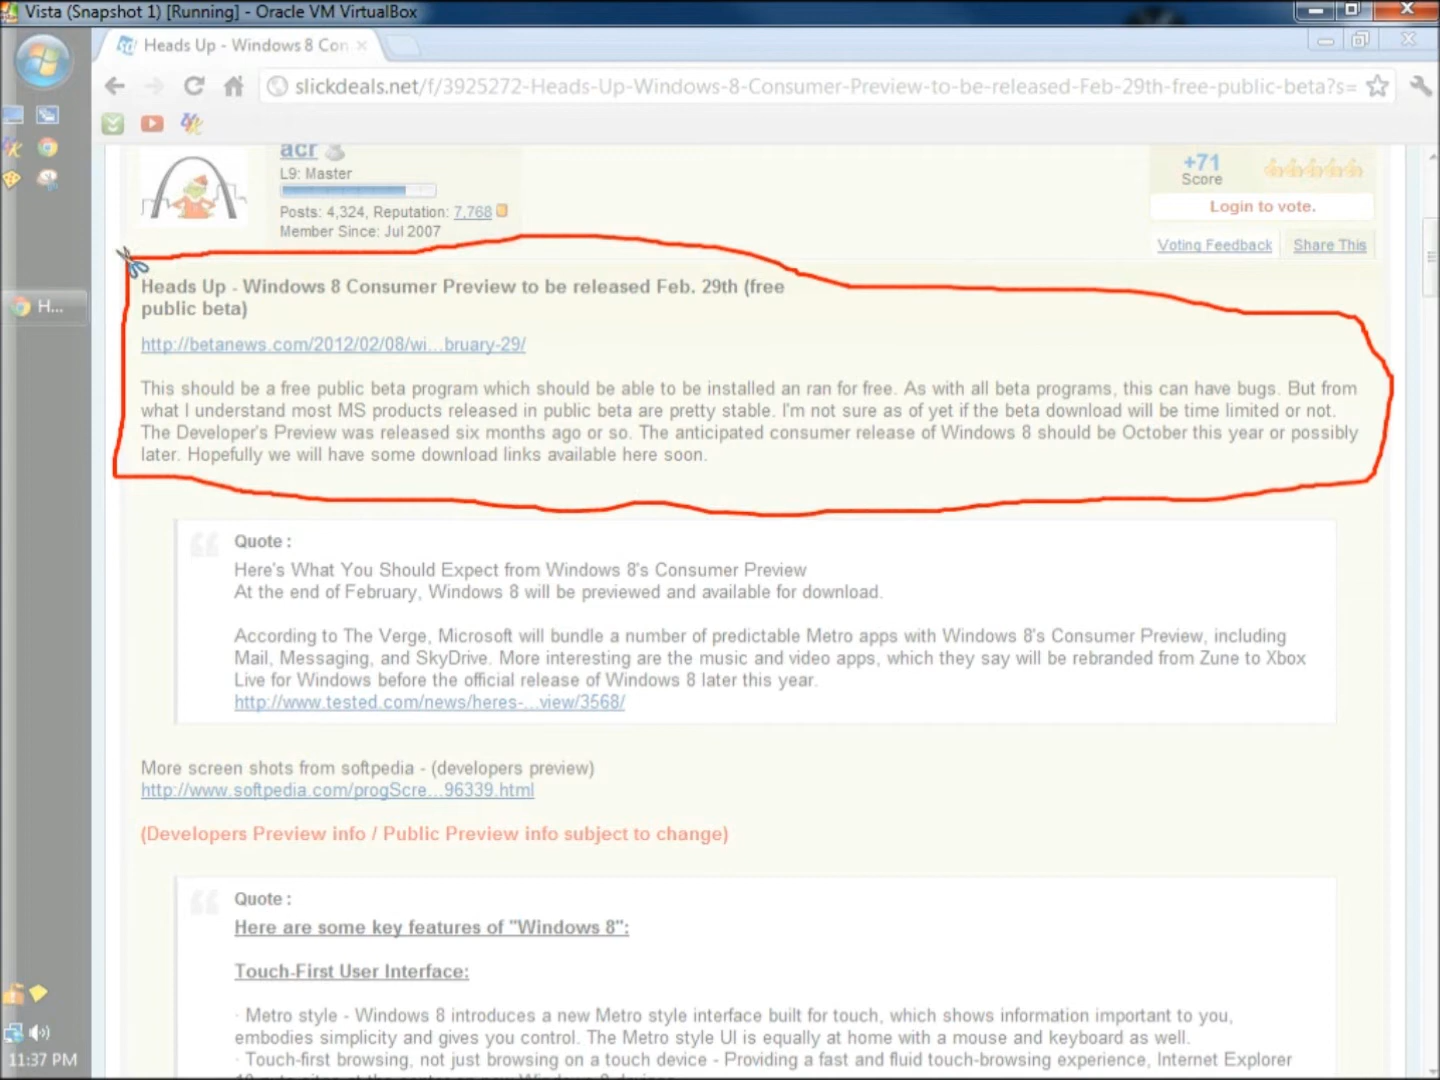 Vista (Snapshot 1) [Running] - Oracle VM VirtualBox
Heads Up - Windows 8 Con
slickdeals.net/f/3925272-Heads-Up-Windows-8-Consumer-Preview-to-be-released-Feb-29th-free-public-beta?s=
acr
L9: Master
Posts: 4,324, Reputation: 7,768
Member Since: Jul 2007
+71
Score
Login to vote.
Voting Feedback
Share This
H...
Heads Up - Windows 8 Consumer Preview to be released Feb. 29th (free
public beta)
http://betanews.com/2012/02/08/wi...bruary-29/
This should be a free public beta program which should be able to be installed an ran for free. As with all beta programs, this can have bugs. But from
what I understand most MS products released in public beta are pretty stable. I'm not sure as of yet if the beta download will be time limited or not.
The Developer's Preview was released six months ago or so. The anticipated consumer release of Windows 8 should be October this year or possibly
later. Hopefully we will have some download links available here soon.
Quote :
Here's What You Should Expect from Windows 8's Consumer Preview
At the end of February, Windows 8 will be previewed and available for download.
According to The Verge, Microsoft will bundle a number of predictable Metro apps with Windows 8's Consumer Preview, including
Mail, Messaging, and SkyDrive. More interesting are the music and video apps, which they say will be rebranded from Zune to Xbox
Live for Windows before the official release of Windows 8 later this year.
http://www.tested.com/news/heres-...view/3568/
More screen shots from softpedia - (developers preview)
http://www.softpedia.com/progScre...96339.html
(Developers Preview info / Public Preview info subject to change)
Quote :
Here are some key features of "Windows 8":
Touch-First User Interface:
· Metro style - Windows 8 introduces a new Metro style interface built for touch, which shows information important to you,
embodies simplicity and gives you control. The Metro style UI is equally at home with a mouse and keyboard as well.
· Touch-first browsing, not just browsing on a touch device - Providing a fast and fluid touch-browsing experience, Internet Explorer
11:37 PM